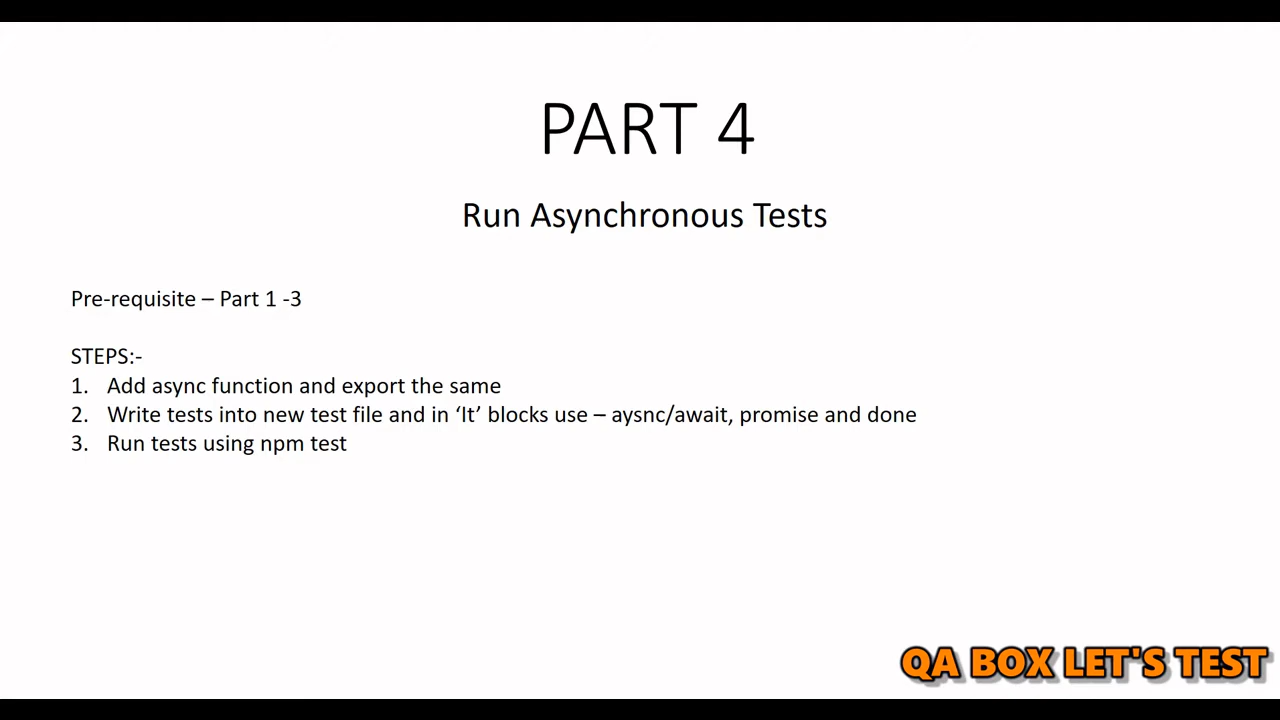 PART 4
Run Asynchronous Tests
Pre-requisite – Part 1 -3
STEPS:-
1. Add async function and export the same
2. Write tests into new test file and in ‘It’ blocks use – aysnc/await, promise and done
3. Run tests using npm test
QA BOX LET'S TEST